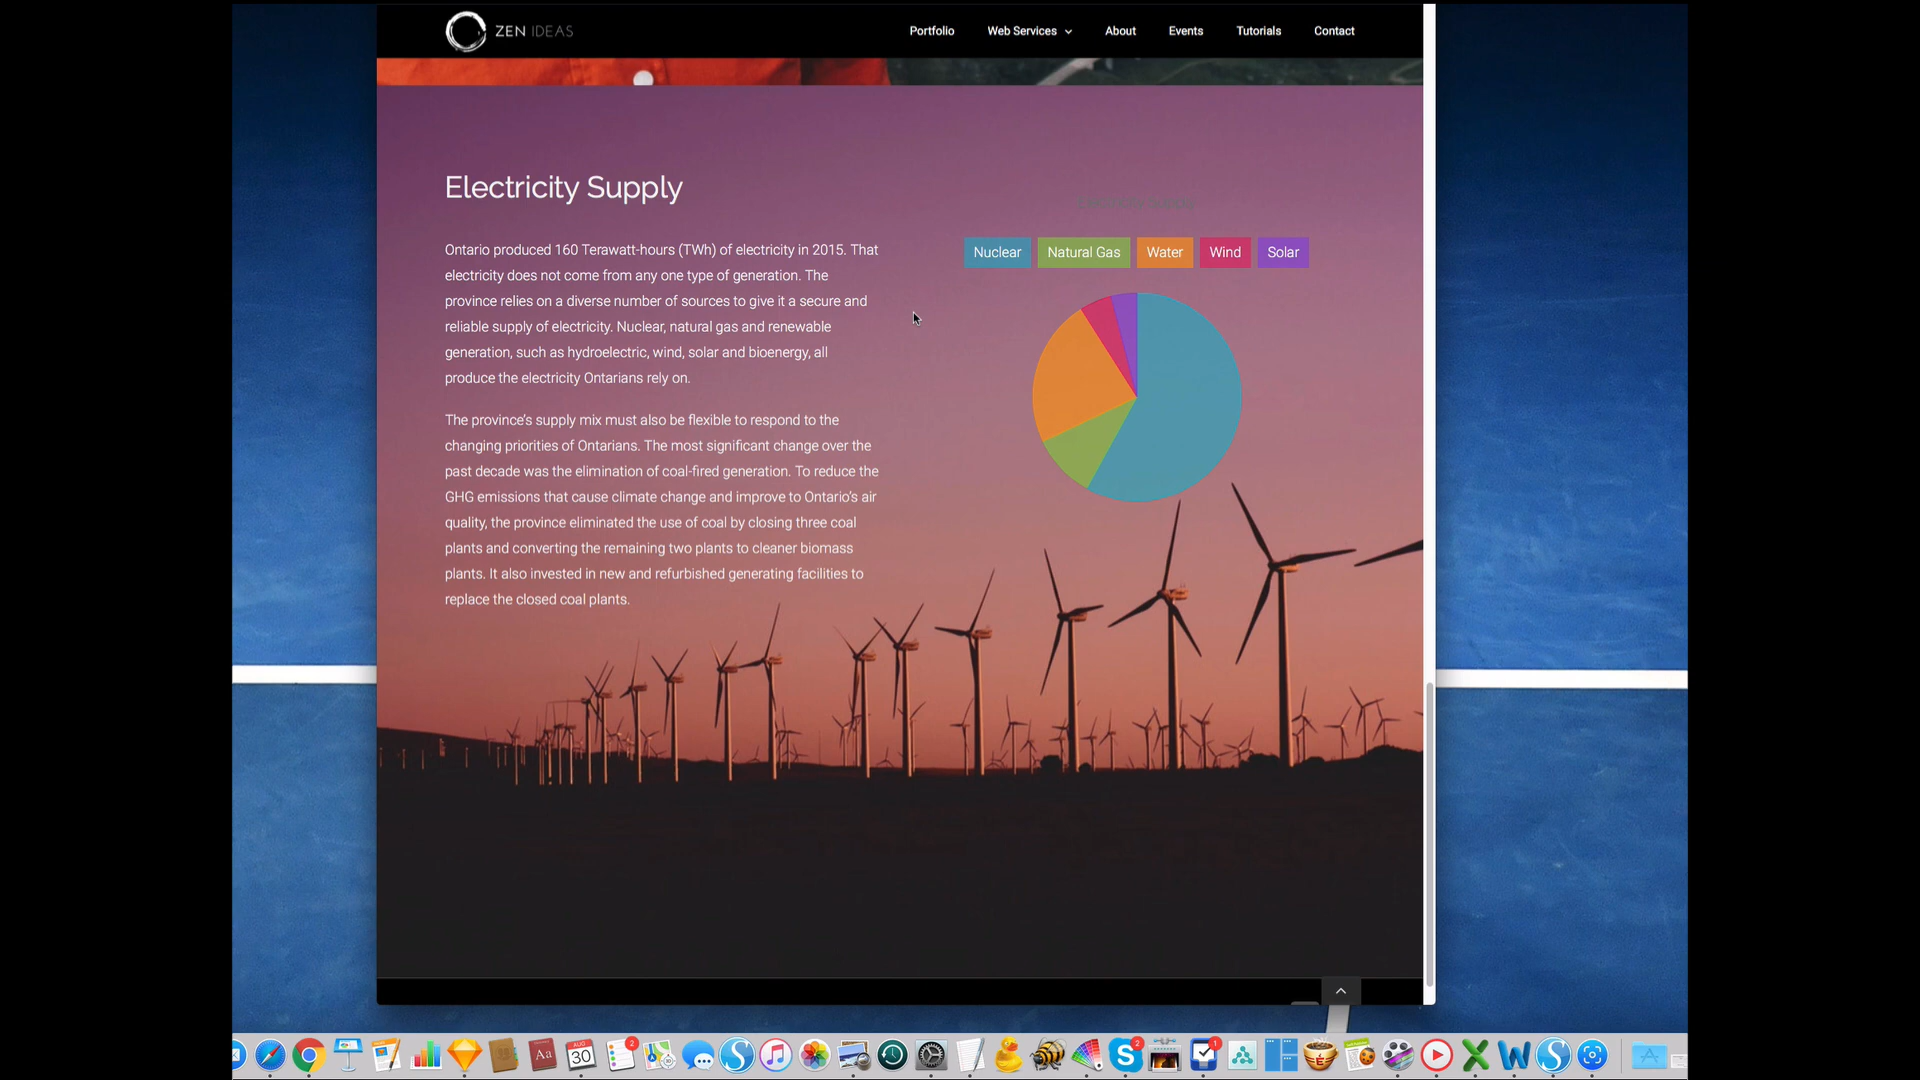 ZEN IDEAS
Portfolio
Web Services
About
Events
Tutorials
Contact
Electricity Supply
Ontario produced 160 Terawatt-hours (TWh) of electricity in 2015. That
electricity does not come from any one type of generation. The
province relies on a diverse number of sources to give it a secure and
reliable supply of electricity. Nuclear, natural gas and renewable
generation, such as hydroelectric, wind, solar and bioenergy, all
produce the electricity Ontarians rely on.
The province's supply mix must also be flexible to respond to the
changing priorities of Ontarians. The most significant change over the
past decade was the elimination of coal-fired generation. To reduce the
GHG emissions that cause climate change and improve to Ontario's air
quality, the province eliminated the use of coal by closing three coal
plants and converting the remaining two plants to cleaner biomass
plants. It also invested in new and refurbished generating facilities to
replace the closed coal plants.
Electricity Supply
Nuclear
Natural Gas
Water
Wind
Solar
Aa
AUG
30
2
2
1